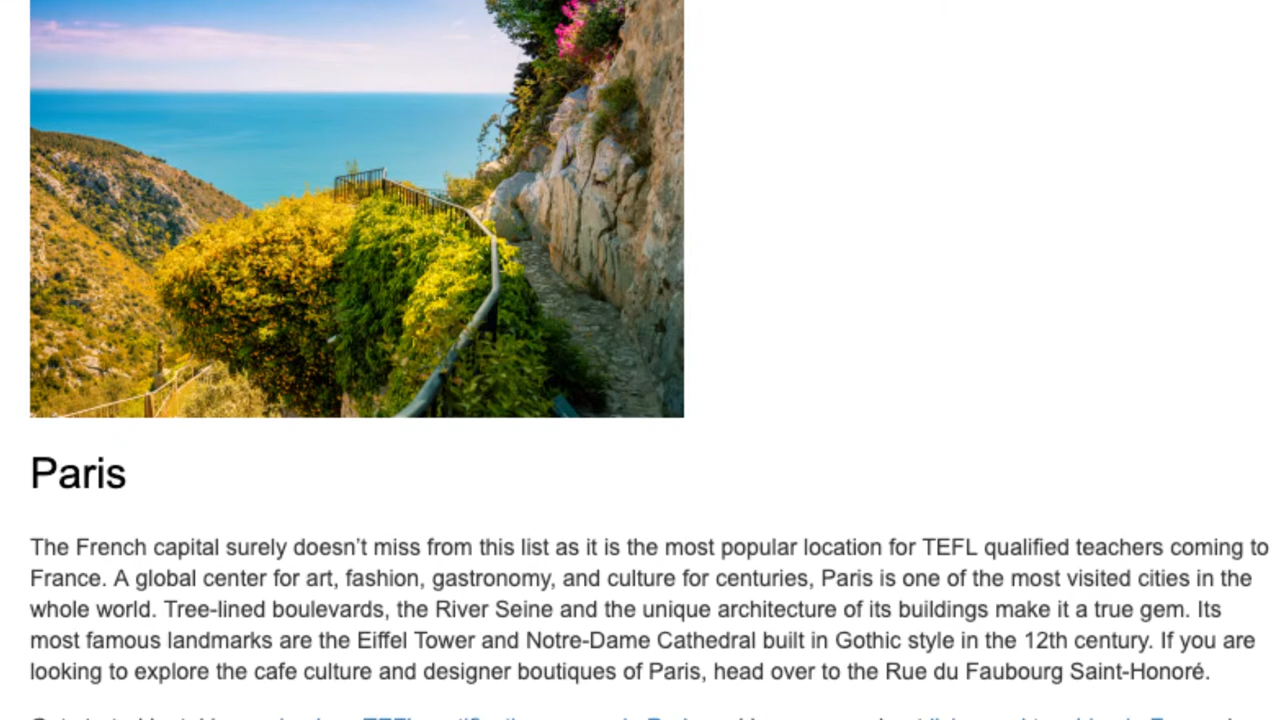 Paris
The French capital surely doesn’t miss from this list as it is the most popular location for TEFL qualified teachers coming to
France. A global center for art, fashion, gastronomy, and culture for centuries, Paris is one of the most visited cities in the
whole world. Tree-lined boulevards, the River Seine and the unique architecture of its buildings make it a true gem. Its
most famous landmarks are the Eiffel Tower and Notre-Dame Cathedral built in Gothic style in the 12th century. If you are
looking to explore the cafe culture and designer boutiques of Paris, head over to the Rue du Faubourg Saint-Honoré.